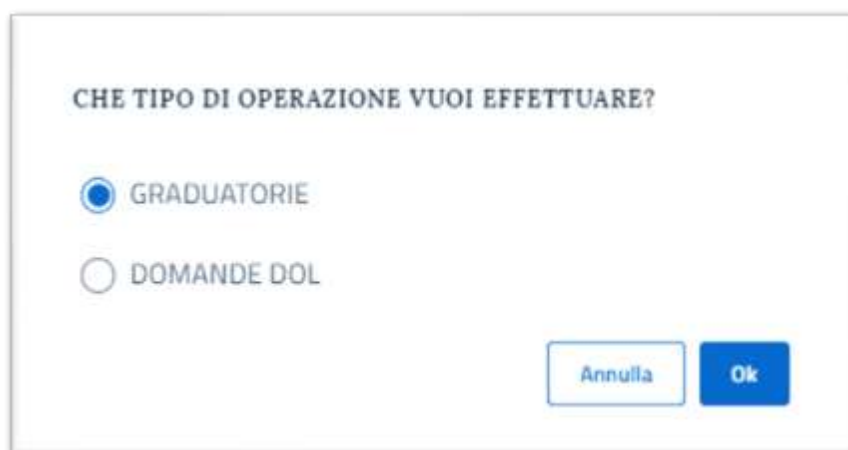 CHE TIPO DI OPERAZIONE VUOI EFFETTUARE?
GRADUATORIE
DOMANDE DOL
Annulla
Ok